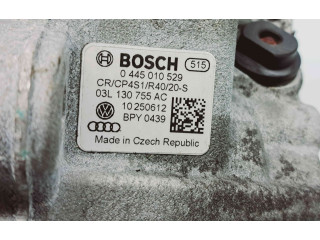 BOSCH 515
0 445 010 529
CR/CP4S1/R40/20-S
03L 130 755 AC
10 250612
BPY 0439
Made in Czech Republic